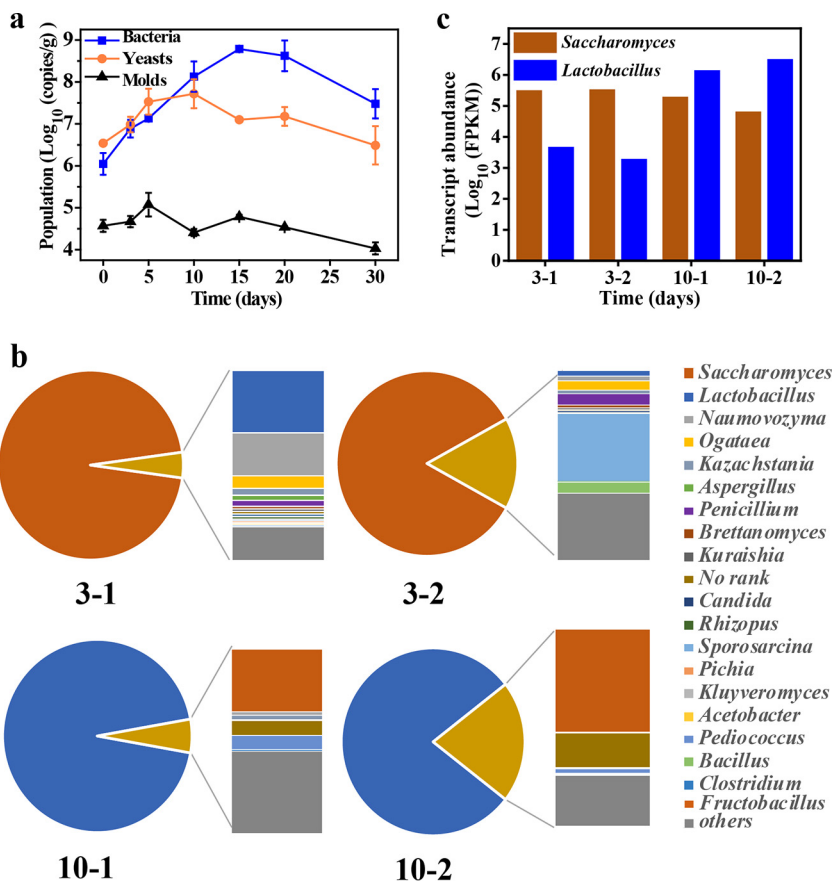 a
Population (Log10 (copies/g) )
9
8
7
6
5
4
Bacteria
Yeasts
Molds
0 5 10 15 20 30
Time (days)
c
Transcript abundance
(Log10 (FPKM))
7
6
5
4
3
2
1
0
Saccharomyces
Lactobacillus
3-1 3-2 10-1 10-2
Time (days)
b
3-1
3-2
10-1
10-2
Saccharomyces
Lactobacillus
Naumovozyma
Ogataea
Kazachstania
Aspergillus
Penicillium
Brettanomyces
Kuraishia
No rank
Candida
Rhizopus
Sporosarcina
Pichia
Kluyveromyces
Acetobacter
Pediococcus
Bacillus
Clostridium
Fructobacillus
others